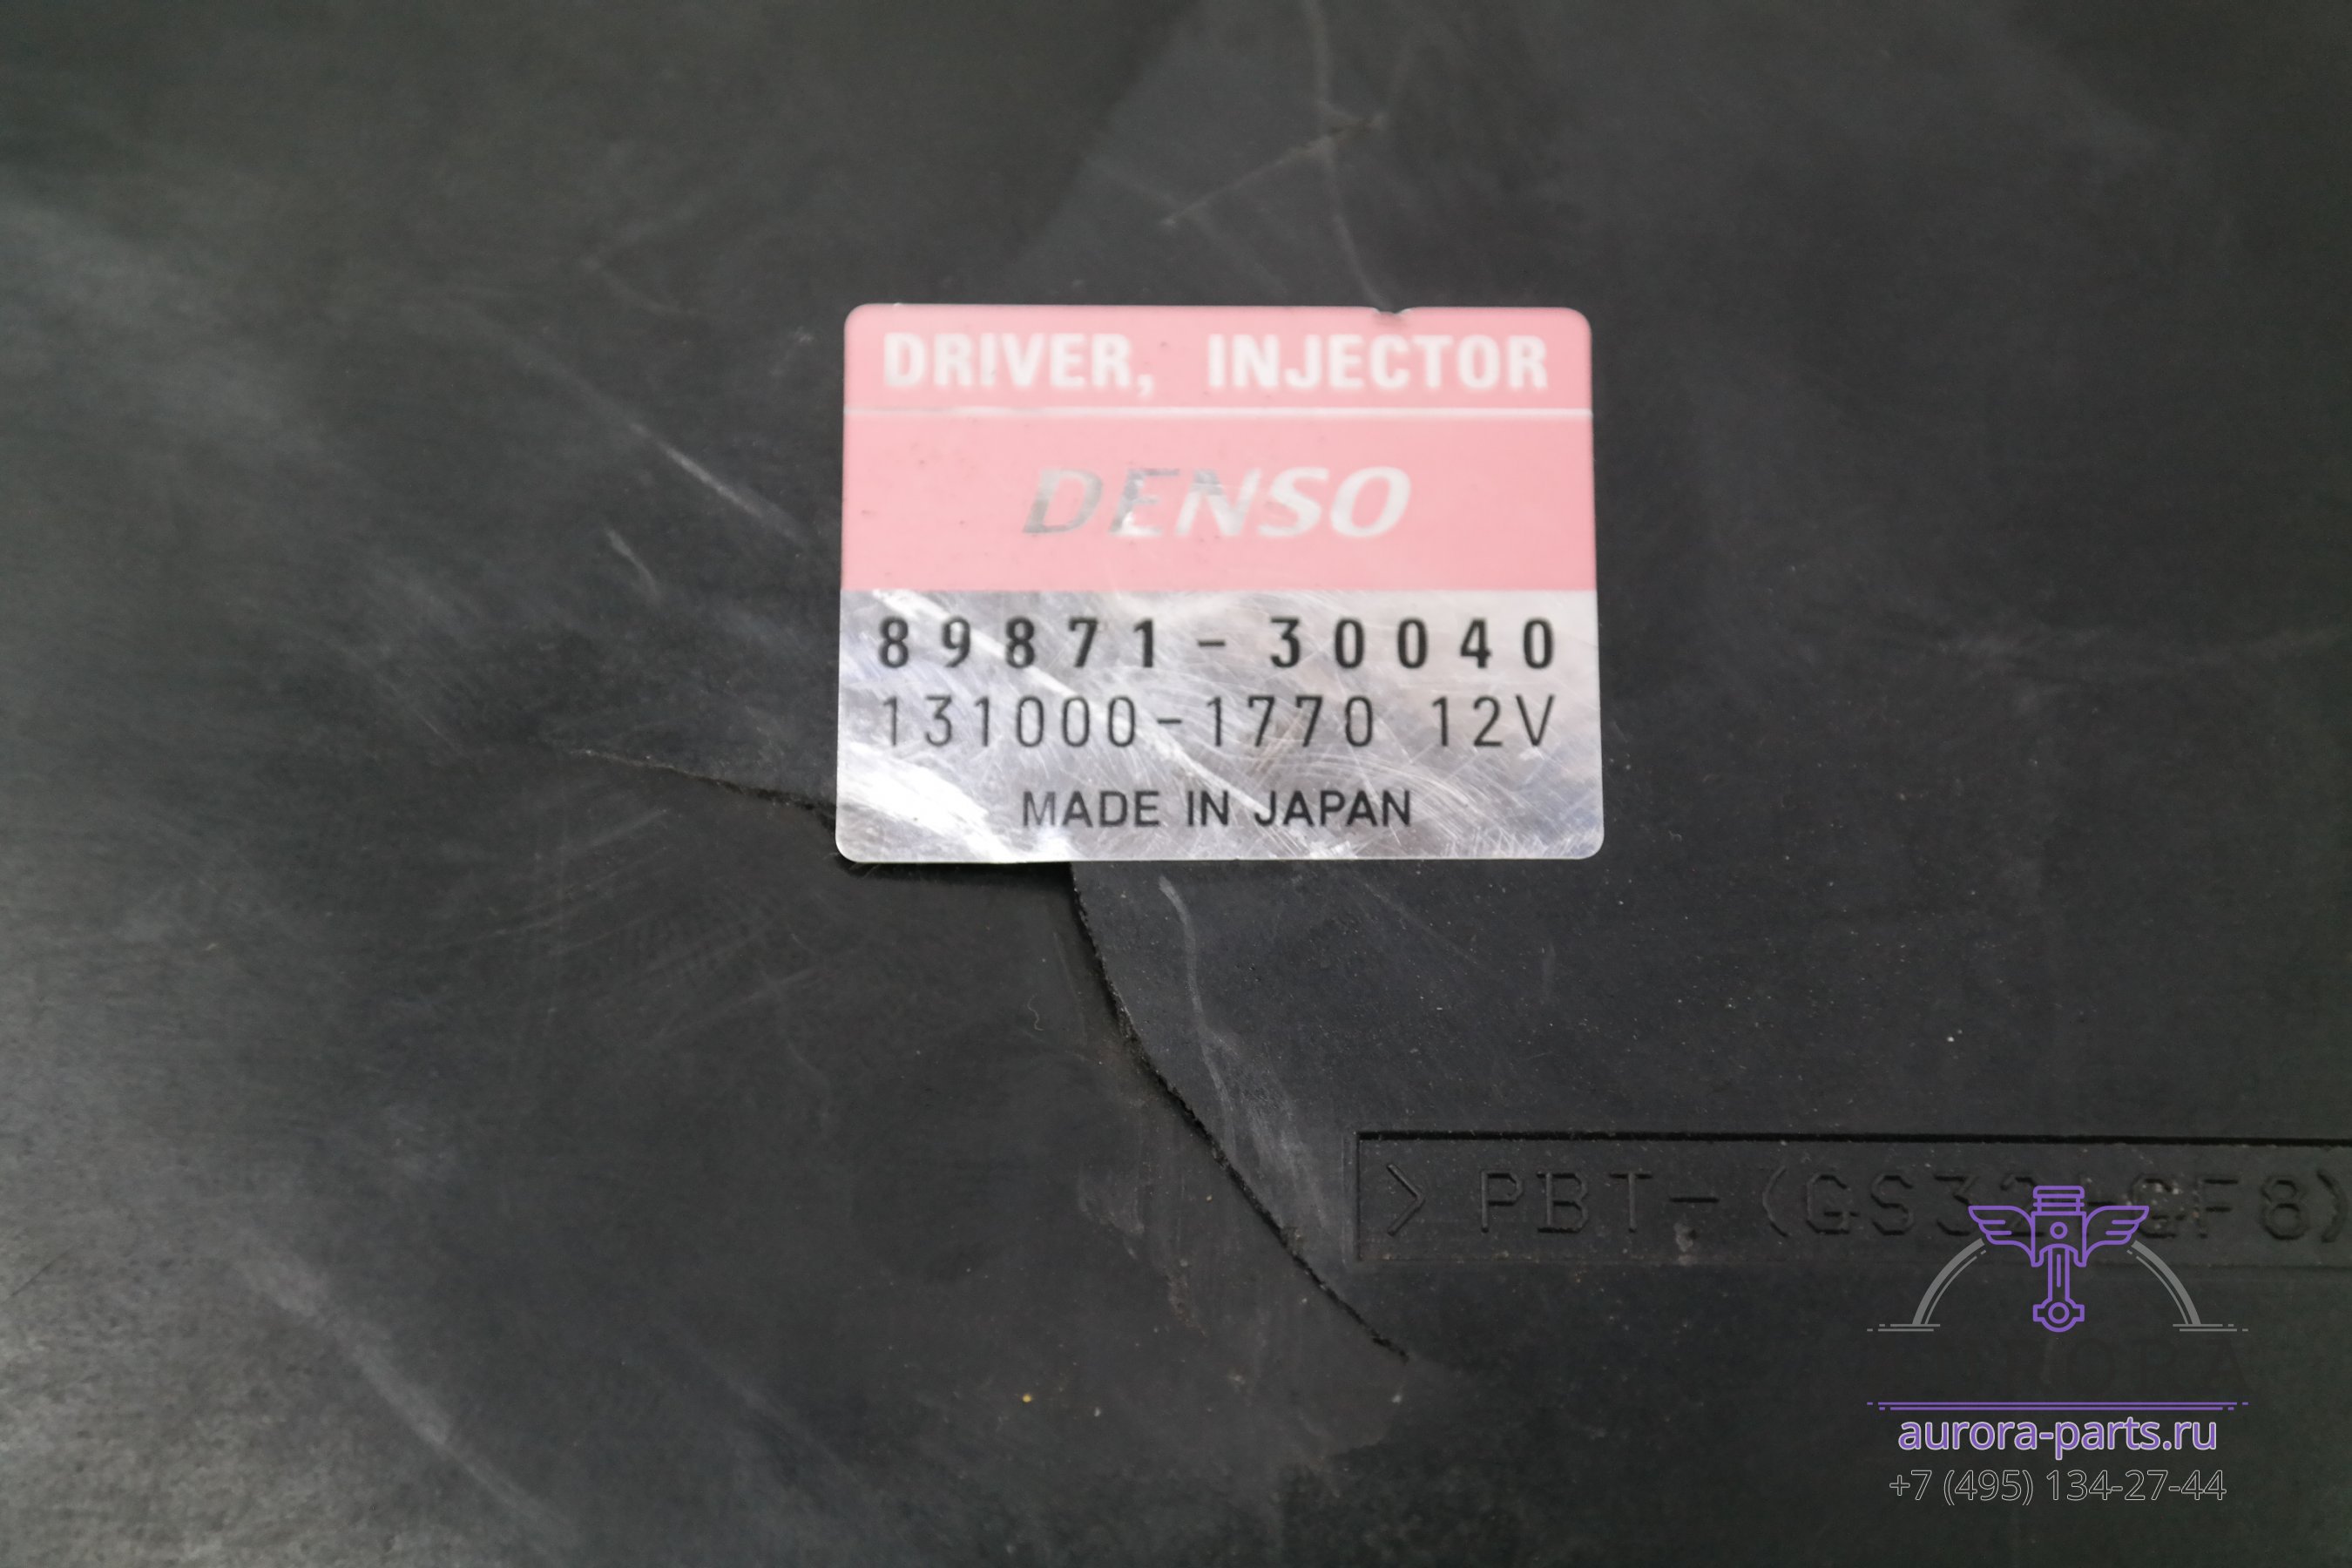 DRIVER, INJECTOR
DENSO
89871-30040
131000-1770 12V
MADE IN JAPAN
> PBT-
aurora-parts.ru
+7 (495) 134-27-44